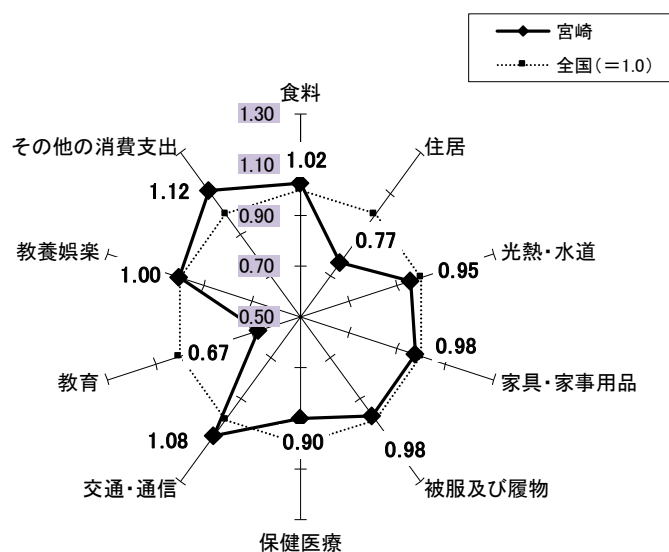 宮崎
全国(=1.0)
食料
1.30
その他の消費支出
住居
1.10
1.02
1.12
0.90
0.77
教養娯楽
光熱・水道
1.00
0.95
0.70
0.50
0.98
0.67
教育
家具・家事用品
1.08
0.90
0.98
交通・通信
被服及び履物
保健医療